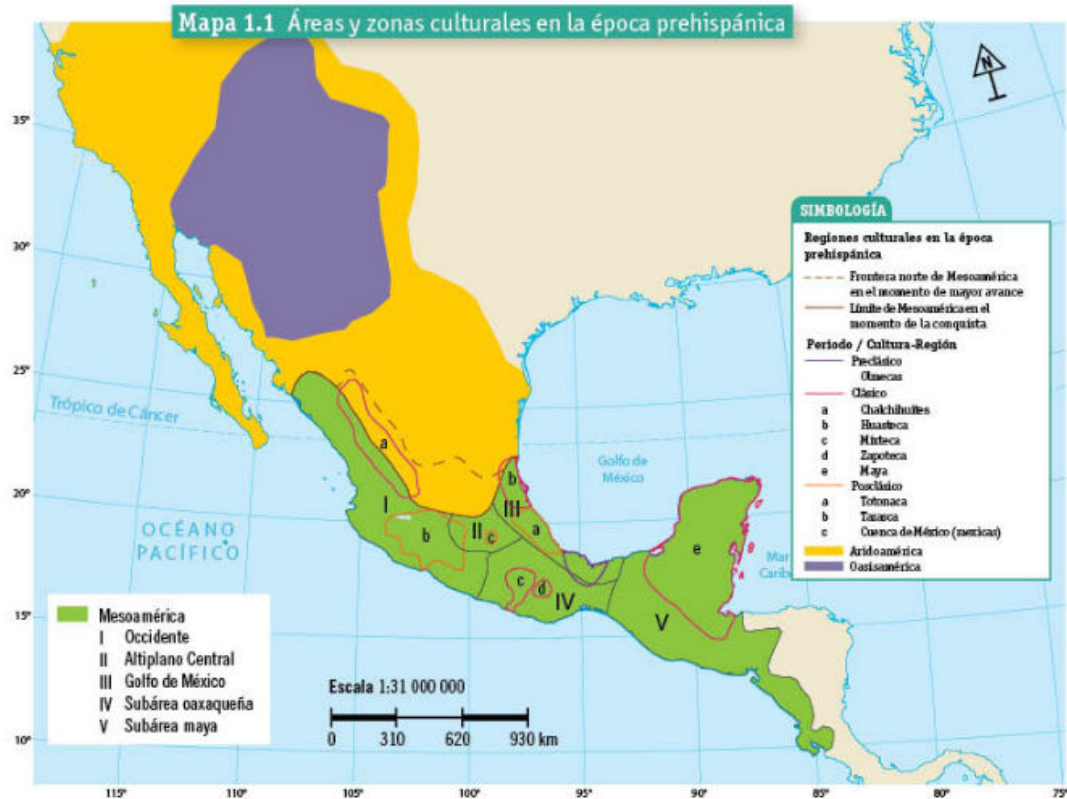 Mapa 1.1 Áreas y zonas culturales en la época prehispánica
N
35°
30°
25°
20°
15°
10°
Trópico de Cáncer
Golfo de
México
OCÉANO
PACÍFICO
Mar
Carib
a
b
I
b
II
c
III
a
c
d
IV
e
V
SIMBOLOGÍA
Regiones culturales en la época
prehispánica
Frontera norte de Mesoamérica
en el momento de mayor avance
Límite de Mesoamérica en el
momento de la conquista
Periodo / Cultura-Región
Preclásico
Olmecas
Clásico
a Chalchihuites
b Huasteca
c Mixteca
d Zapoteca
e Maya
Posclásico
a Totonaca
b Tarasca
c Cuenca de México (mexicas)
Aridoamérica
Oasisamérica
Mesoamérica
I Occidente
II Altiplano Central
III Golfo de México
IV Subárea oaxaqueña
V Subárea maya
Escala 1:31 000 000
0 310 620 930 km
115° 110° 105° 100° 95° 90° 85° 80° 75°